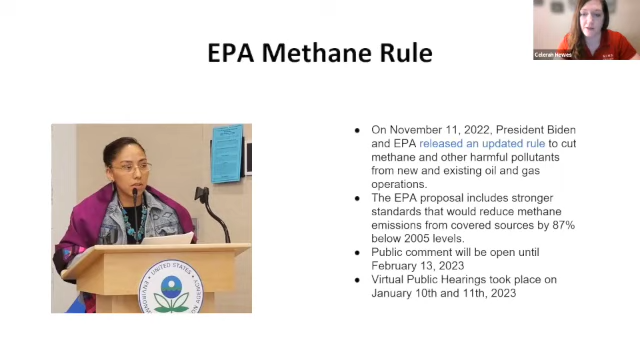 EPA Methane Rule
Celerah Hewes
● On November 11, 2022, President Biden
and EPA released an updated rule to cut
methane and other harmful pollutants
from new and existing oil and gas
operations.
● The EPA proposal includes stronger
standards that would reduce methane
emissions from covered sources by 87%
below 2005 levels.
● Public comment will be open until
February 13, 2023
● Virtual Public Hearings took place on
January 10th and 11th, 2023
UNITED STATES